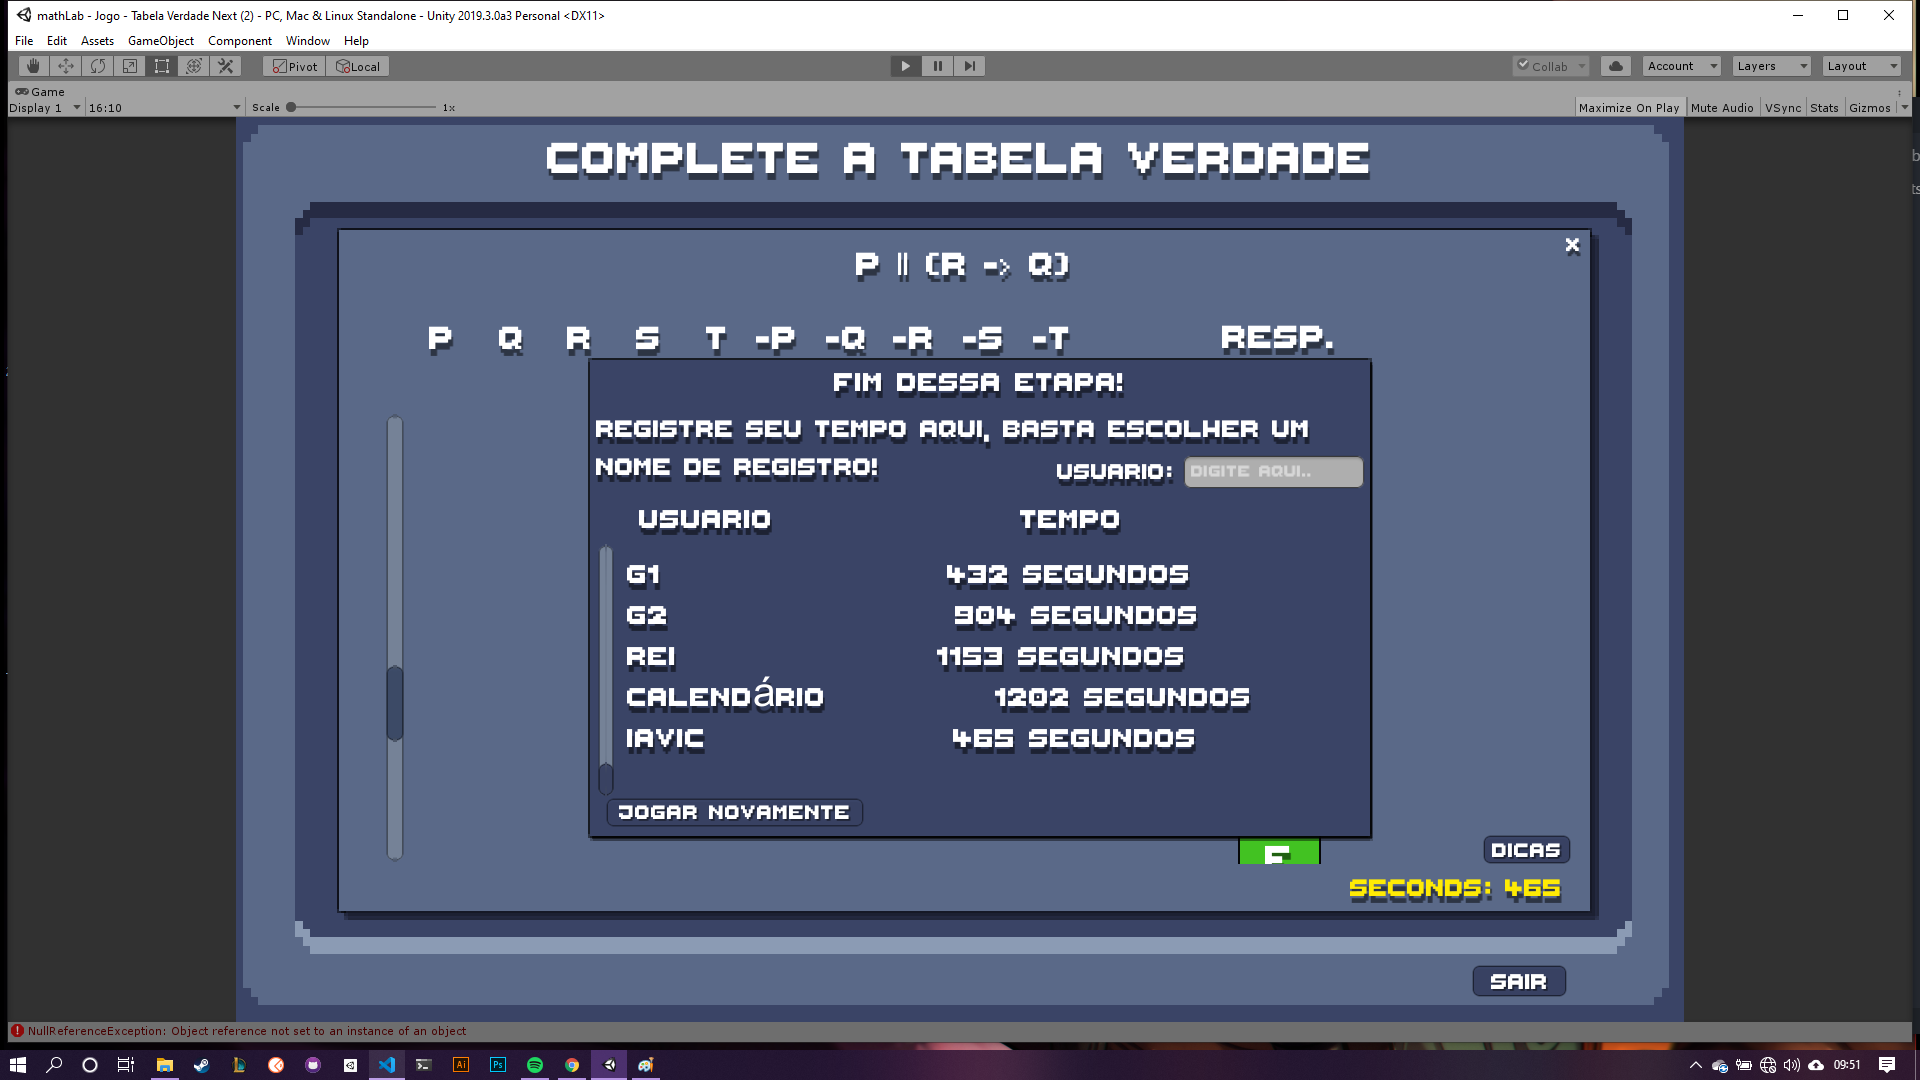 mathLab - Jogo - Tabela Verdade Next (2) - PC, Mac & Linux Standalone - Unity 2019.3.0a3 Personal <DX11>
File Edit Assets GameObject Component Window Help
Pivot Local Collab Account Layers Layout
Game
Display 1 16:10 Scale 1x Maximize On Play Mute Audio VSync Stats Gizmos
COMPLETE A TABELA VERDADE
P || (R -> Q)
x
P Q R S T -P -Q -R -S -T RESP.
FIM DESSA ETAPA!
REGISTRE SEU TEMPO AQUI, BASTA ESCOLHER UM
NOME DE REGISTRO!
USUARIO: DIGITE AQUI..
USUARIO TEMPO
G1 432 SEGUNDOS
G2 904 SEGUNDOS
REI 1153 SEGUNDOS
CALENDáRIO 1202 SEGUNDOS
IAVIC 465 SEGUNDOS
JOGAR NOVAMENTE
DICAS
SECONDS: 465
SAIR
NullReferenceException: Object reference not set to an instance of an object
Ai Ps 09:51